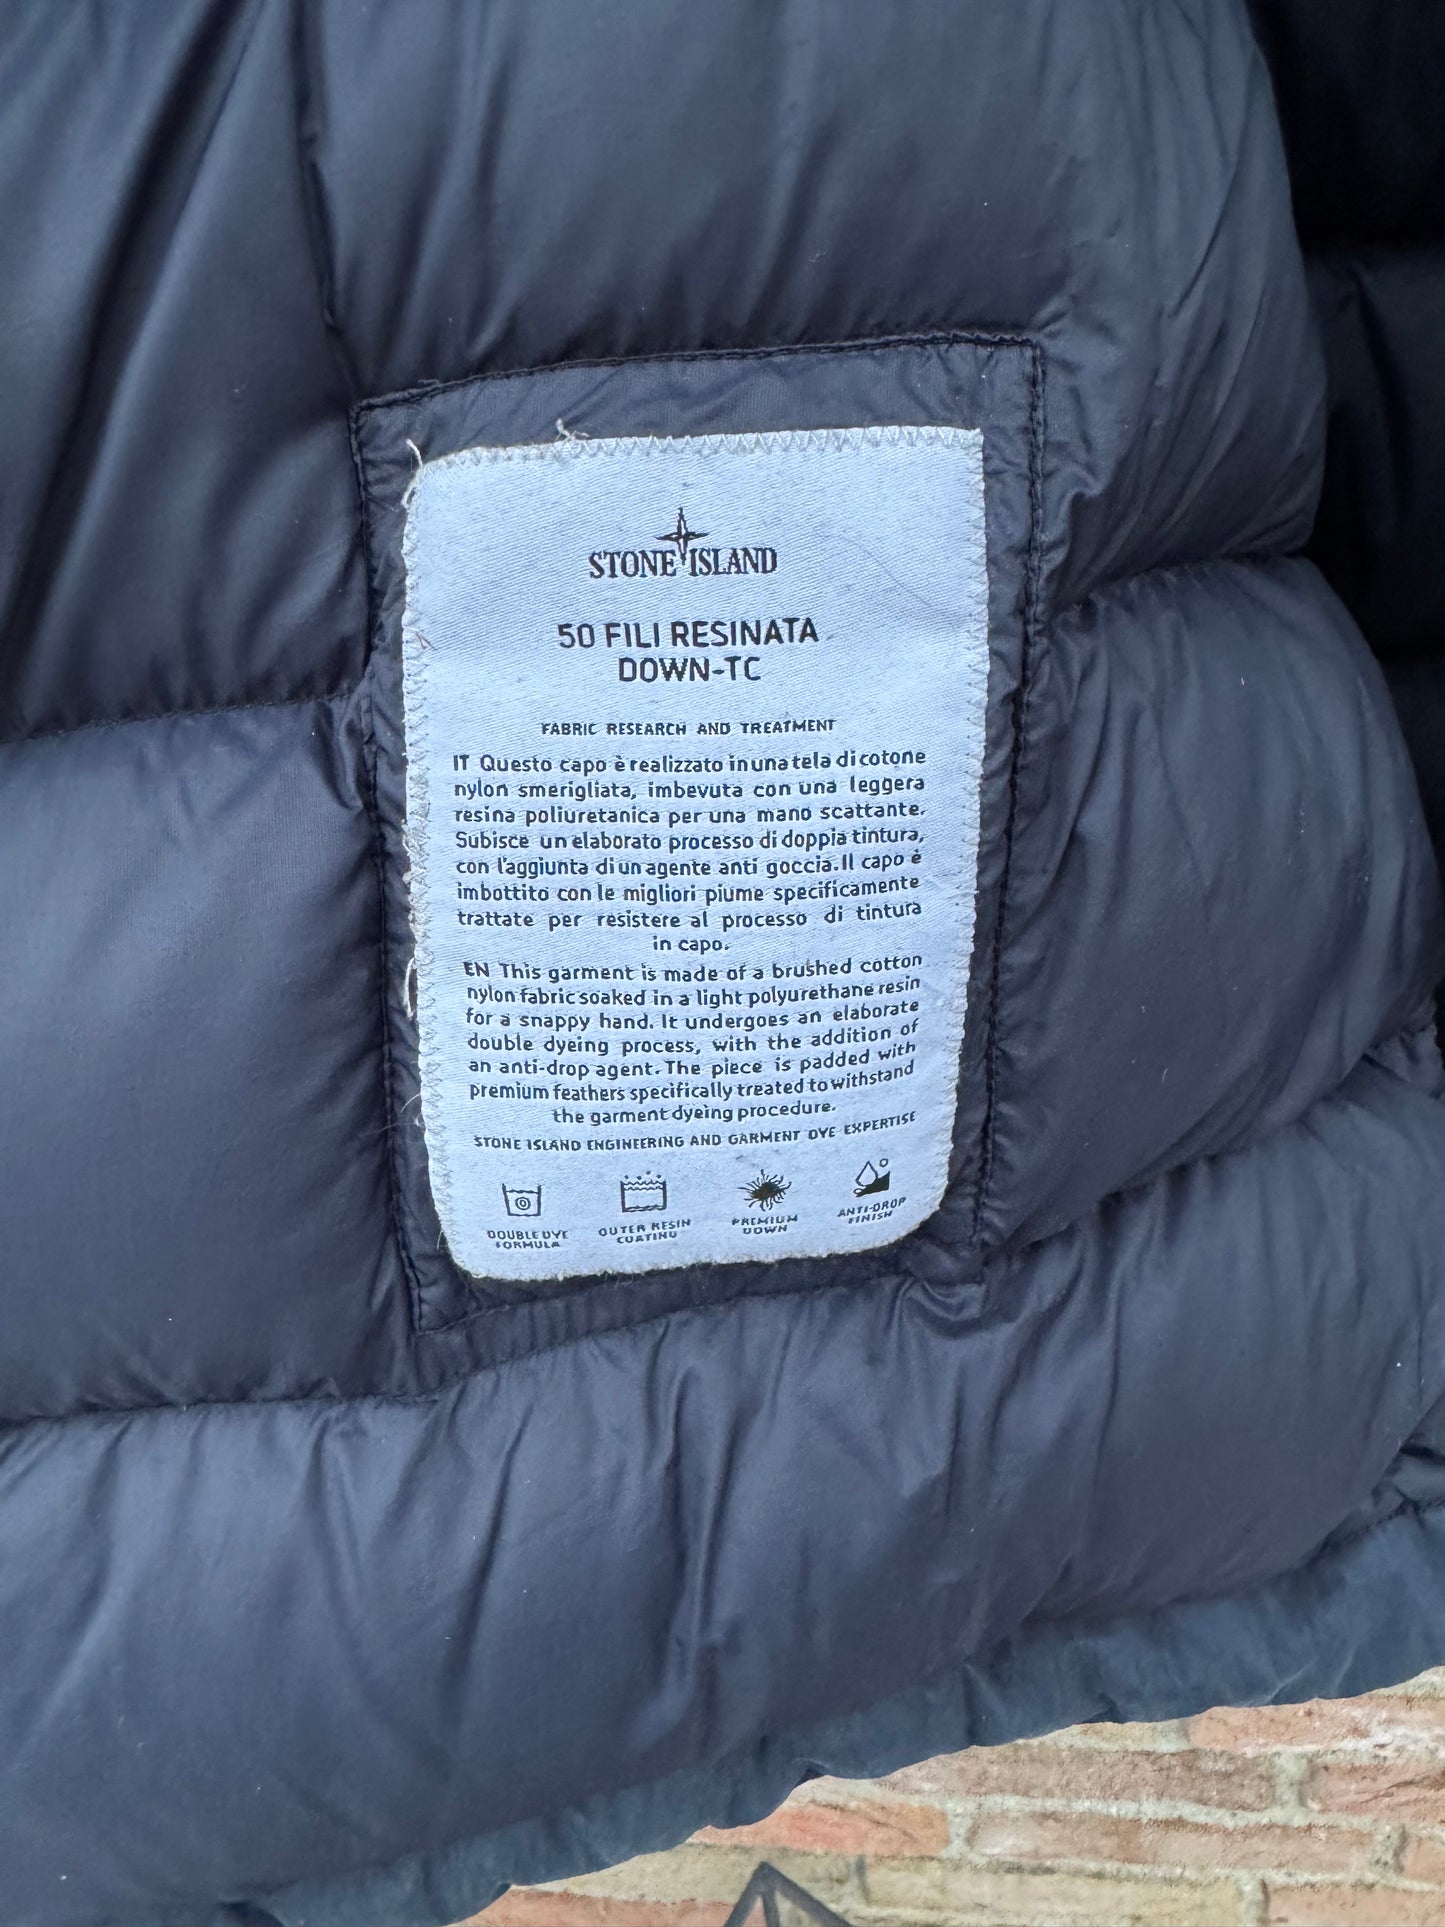 STONE ISLAND
50 FILI RESINATA
DOWN-TC
FABRIC RESEARCH AND TREATMENT
IT Questo capo è realizzato in una tela di cotone
nylon smerigliata, imbevuta con una leggera
resina poliuretanica per una mano scattante.
Subisce un elaborato processo di doppia tintura,
con l'aggiunta di un agente anti goccia. Il capo è
imbottito con le migliori piume specificamente
trattate per resistere al processo di tintura
in capo.
EN This garment is made of a brushed cotton
nylon fabric soaked in a light polyurethane resin
for a snappy hand. It undergoes an elaborate
double dyeing process, with the addition of
an anti-drop agent. The piece is padded with
premium feathers specifically treated to withstand
the garment dyeing procedure.
STONE ISLAND ENGINEERING AND GARMENT DYE EXPERTISE
DOUBLE DYE
FORMULA
OUTER RESIN
COATING
PREMIUM
DOWN
ANTI-DROP
FINISH